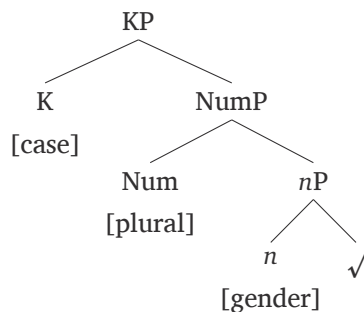 KP
K NumP
[case]
Num nP
[plural]
n √
[gender]